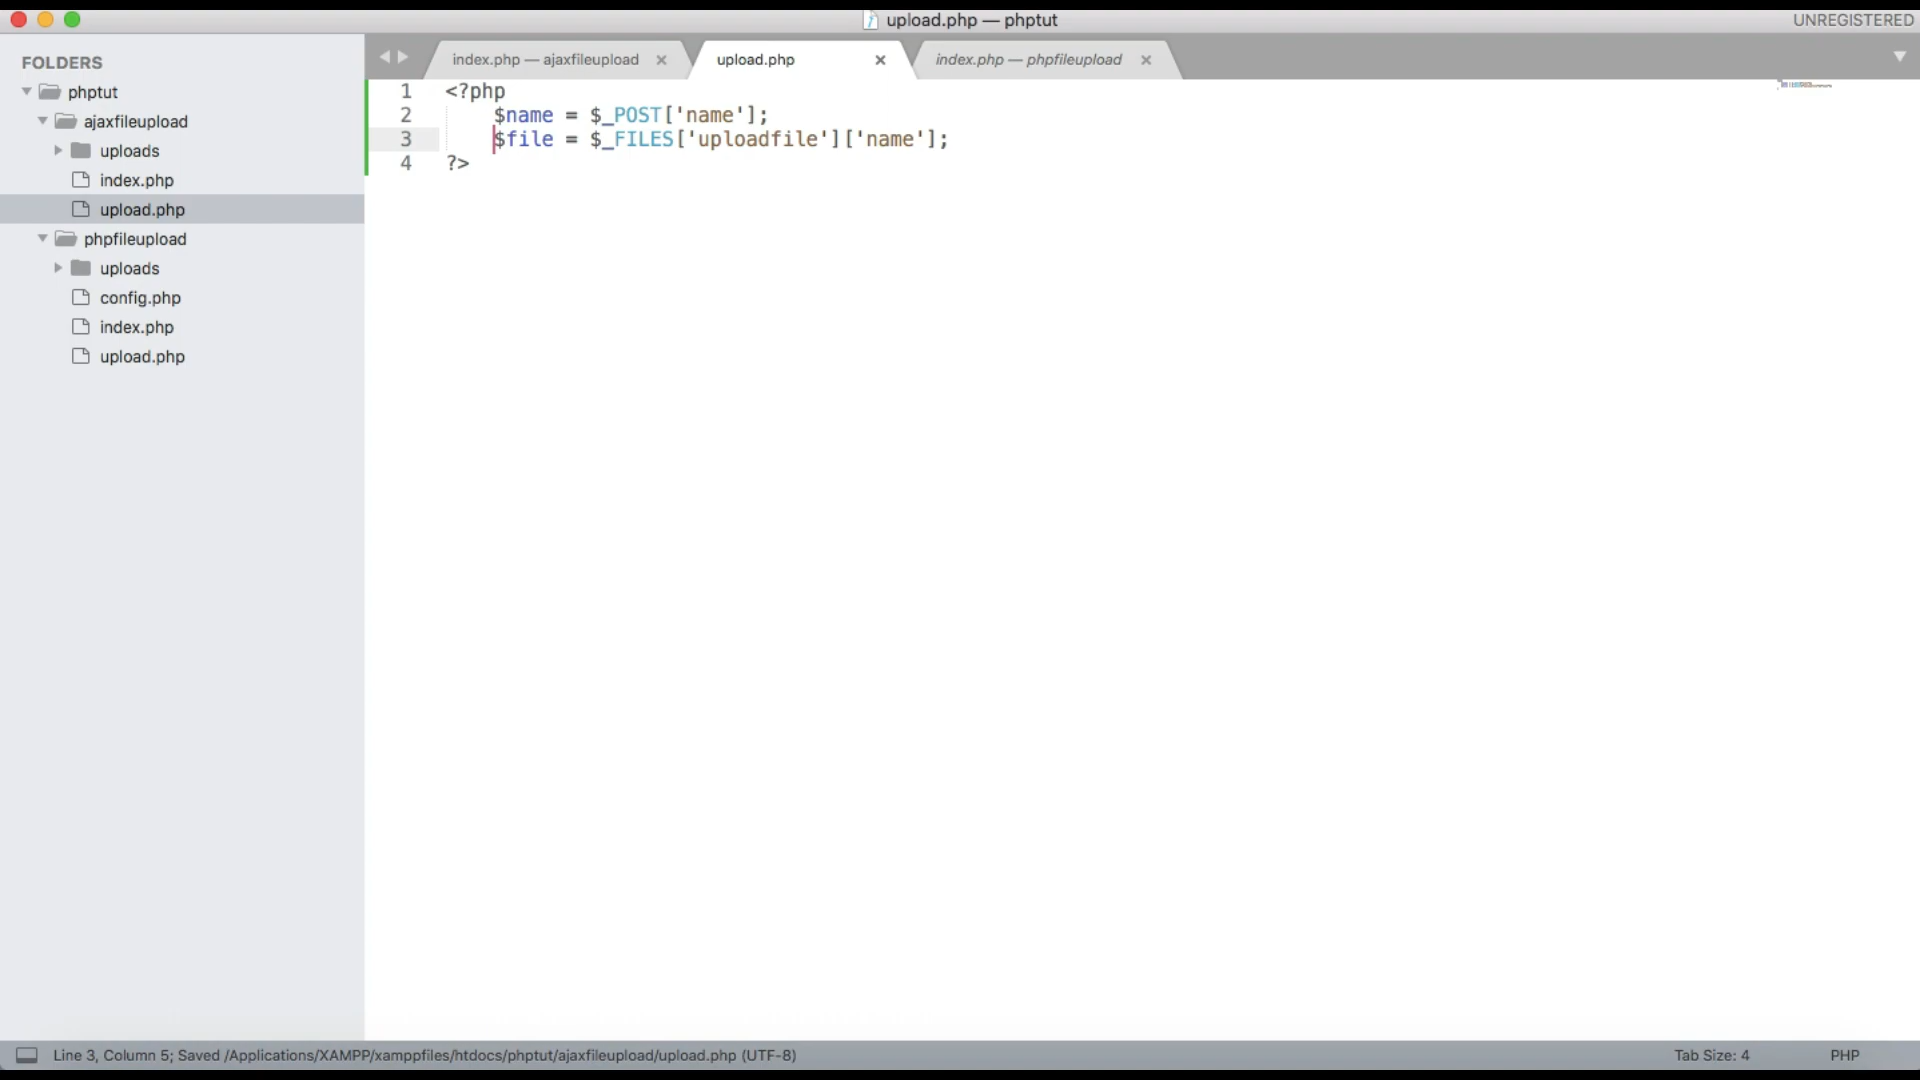 upload.php — phptut
UNREGISTERED
FOLDERS
phptut
ajaxfileupload
uploads
index.php
upload.php
phpfileupload
uploads
config.php
index.php
upload.php
index.php — ajaxfileupload
upload.php
index.php — phpfileupload
1 <?php
2 $name = $_POST['name'];
3 $file = $_FILES['uploadfile']['name'];
4 ?>
Line 3, Column 5; Saved /Applications/XAMPP/xamppfiles/htdocs/phptut/ajaxfileupload/upload.php (UTF-8)
Tab Size: 4
PHP